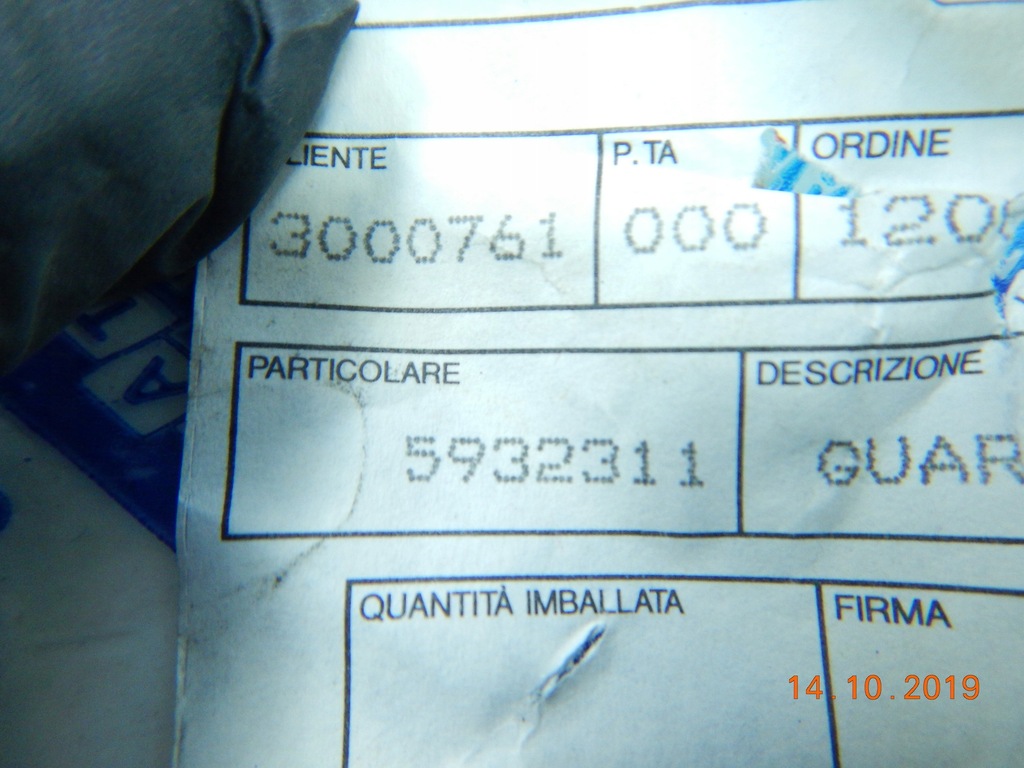 LIENTE P.TA ORDINE
3000761 000 120
PARTICOLARE DESCRIZIONE
5932311 GUAR
QUANTITÀ IMBALLATA FIRMA
14.10.2019